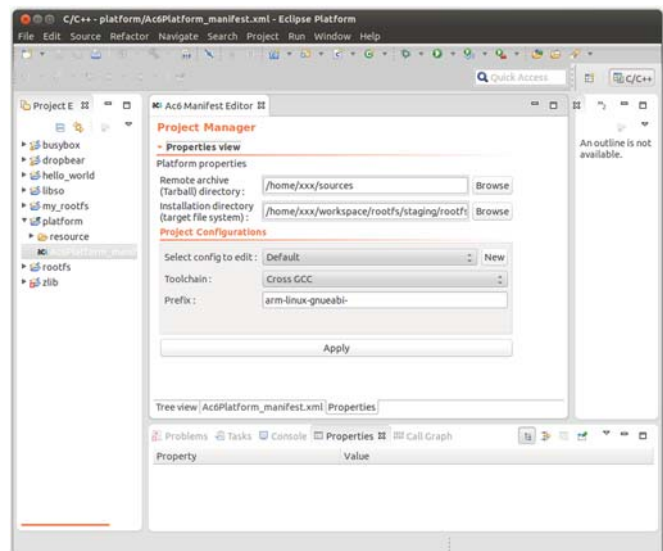 C/C++ - platform/Ac6Platform_manifest.xml - Eclipse Platform
File Edit Source Refactor Navigate Search Project Run Window Help
Quick Access
C/C++
Project E
busybox
dropbear
hello_world
libso
my_rootfs
platform
resource
Ac6Platform_mani
rootfs
zlib
Ac6 Manifest Editor
Project Manager
Properties view
Platform properties
Remote archive
(Tarball) directory : /home/xxx/sources Browse
Installation directory
(target file system) : /home/xxx/workspace/rootfs/staging/rootfs Browse
Project Configurations
Select config to edit : Default New
Toolchain : Cross GCC
Prefix : arm-linux-gnueabi-
Apply
Tree view Ac6Platform_manifest.xml Properties
An outline is not
available.
Problems Tasks Console Properties Call Graph
Property Value